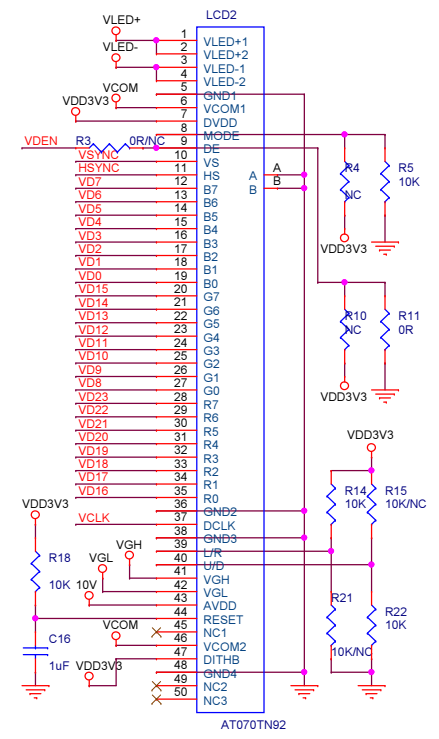 LCD2
VLED+
1 VLED+1
2 VLED+2
VLED-
3 VLED-1
4 VLED-2
5 GND1
VCOM
6 VCOM1
VDD3V3
7 DVDD
8 MODE
VDEN R3 0R/NC 9 DE
VSYNC 10 VS
HSYNC 11 HS
VD7 12 B7
VD6 13 B6
VD5 14 B5
VD4 15 B4
VD3 16 B3
VD2 17 B2
VD1 18 B1
VD0 19 B0
VD15 20 G7
VD14 21 G6
VD13 22 G5
VD12 23 G4
VD11 24 G3
VD10 25 G2
VD9 26 G1
VD8 27 G0
VD23 28 R7
VD22 29 R6
VD21 30 R5
VD20 31 R4
VD19 32 R3
VD18 33 R2
VD17 34 R1
VD16 35 R0
36 GND2
VCLK 37 DCLK
38 GND3
39 L/R
40 U/D
VGH
41 VGH
VGL
42 VGL
10V
43 AVDD
44 RESET
45 NC1
VCOM
46 VCOM2
VDD3V3
47 DITHB
48 GND4
49 NC2
50 NC3
A A
B B
R4
NC
VDD3V3
R5
10K
R10
NC
VDD3V3
R11
0R
VDD3V3
R14
10K
R15
10K/NC
R21
10K/NC
R22
10K
VDD3V3
R18
10K
C16
1uF
AT070TN92